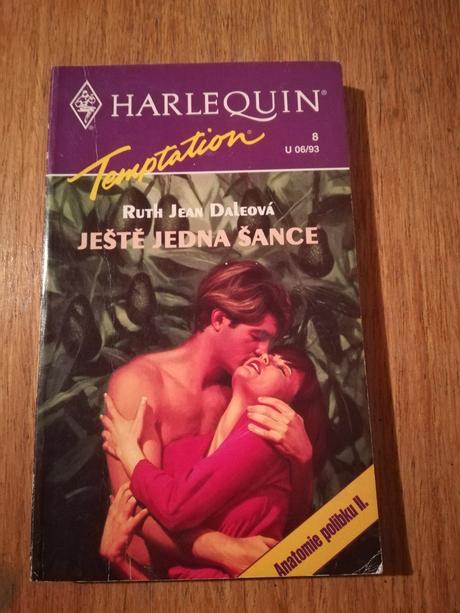 HARLEQUIN®
Temptation®
8
U 06/93
RUTH JEAN DALEOVÁ
JEŠTĚ JEDNA ŠANCE
Anatomie polibku II.